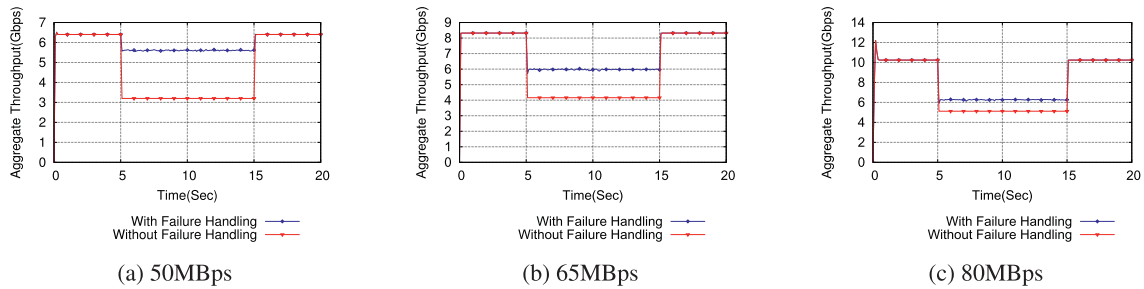 Aggregate Throughput(Gbps)
7
6
5
4
3
2
1
0
0 5 10 15 20
Time(Sec)
With Failure Handling
Without Failure Handling
(a) 50MBps
Aggregate Throughput(Gbps)
9
8
7
6
5
4
3
2
1
0
0 5 10 15 20
Time(Sec)
With Failure Handling
Without Failure Handling
(b) 65MBps
Aggregate Throughput(Gbps)
14
12
10
8
6
4
2
0
0 5 10 15 20
Time(Sec)
With Failure Handling
Without Failure Handling
(c) 80MBps